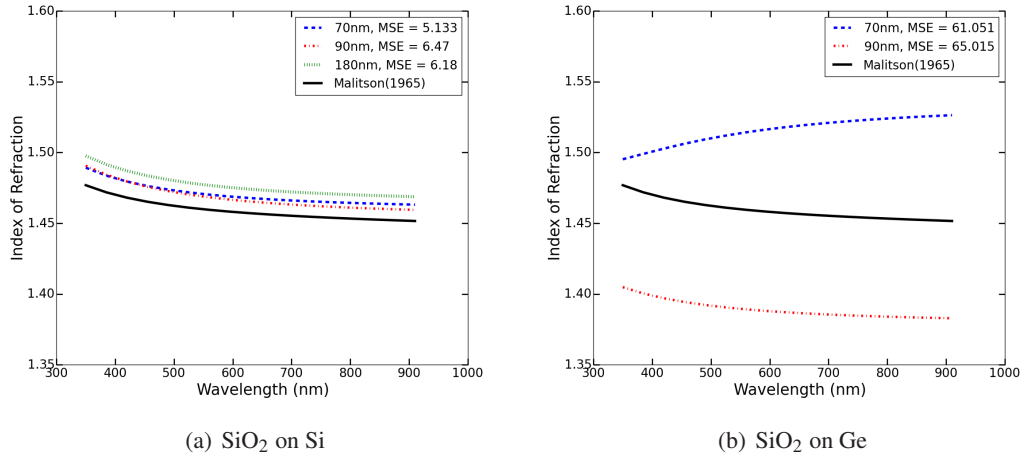 1.60
1.55
1.50
1.45
1.40
1.35
Index of Refraction
300 400 500 600 700 800 900 1000
Wavelength (nm)
70nm, MSE = 5.133
90nm, MSE = 6.47
180nm, MSE = 6.18
Malitson(1965)
(a) SiO₂ on Si
1.60
1.55
1.50
1.45
1.40
1.35
Index of Refraction
300 400 500 600 700 800 900 1000
Wavelength (nm)
70nm, MSE = 61.051
90nm, MSE = 65.015
Malitson(1965)
(b) SiO₂ on Ge